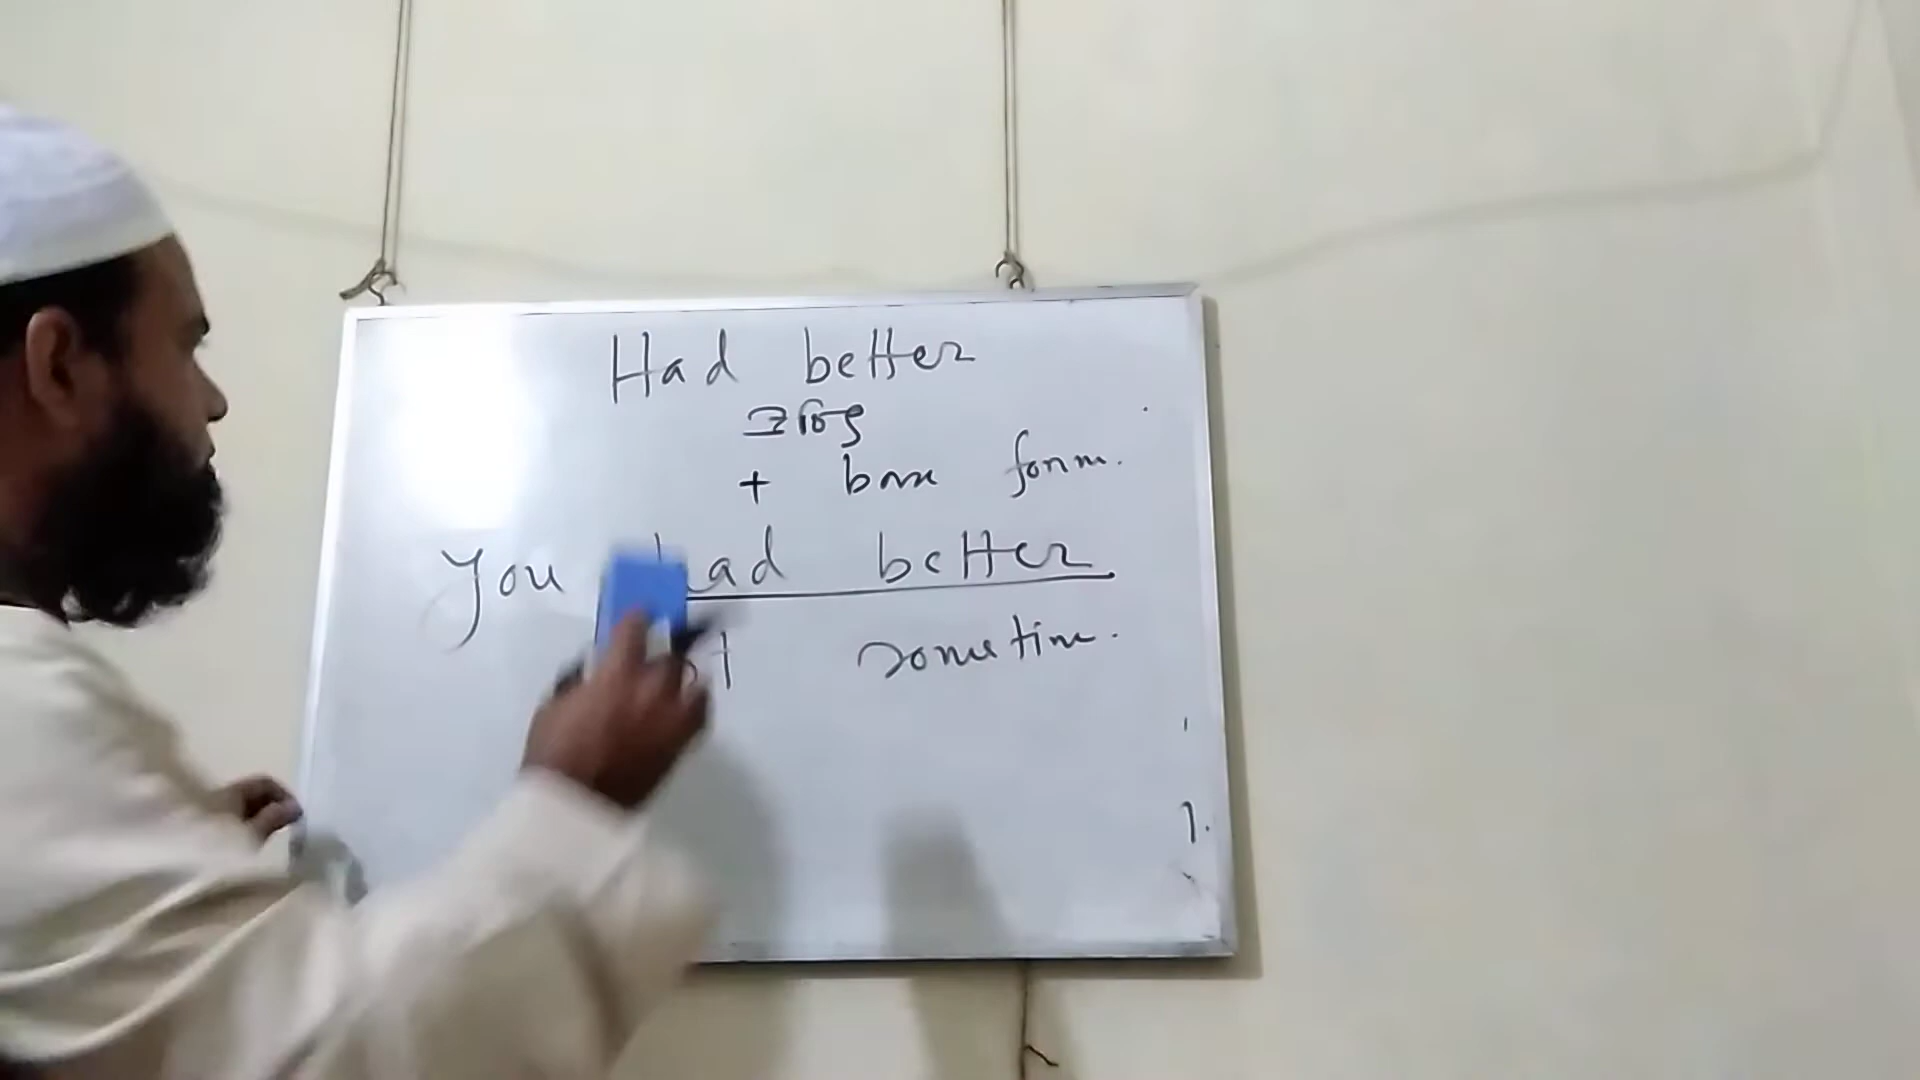 Had better
উচিৎ
+ base form.
You had better
sometime.